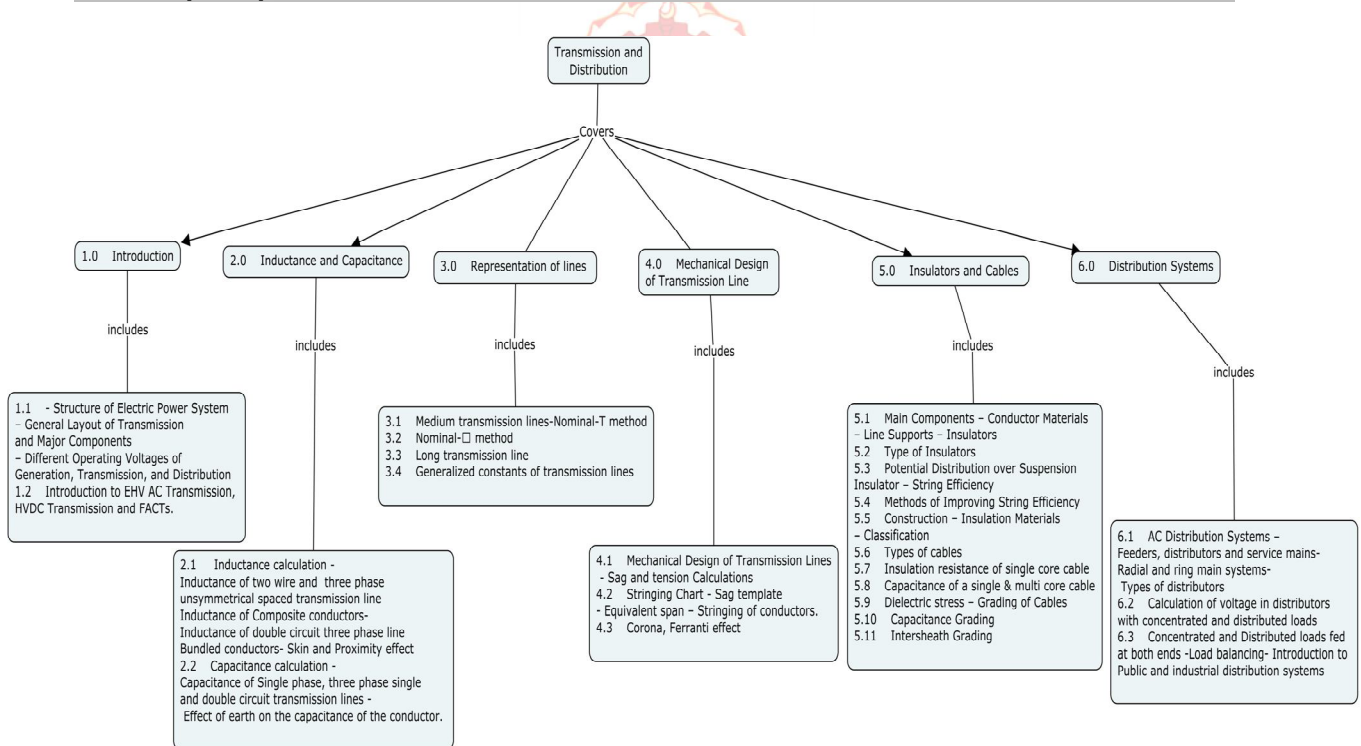 Transmission and
Distribution
Covers
1.0 Introduction
2.0 Inductance and Capacitance
3.0 Representation of lines
4.0 Mechanical Design
of Transmission Line
5.0 Insulators and Cables
6.0 Distribution Systems
includes
includes
includes
includes
includes
includes
1.1 - Structure of Electric Power System
– General Layout of Transmission
and Major Components
– Different Operating Voltages of
Generation, Transmission, and Distribution
1.2 Introduction to EHV AC Transmission,
HVDC Transmission and FACTs.
2.1 Inductance calculation -
Inductance of two wire and three phase
unsymmetrical spaced transmission line
Inductance of Composite conductors-
Inductance of double circuit three phase line
Bundled conductors- Skin and Proximity effect
2.2 Capacitance calculation -
Capacitance of Single phase, three phase single
and double circuit transmission lines -
Effect of earth on the capacitance of the conductor.
3.1 Medium transmission lines-Nominal-T method
3.2 Nominal-□ method
3.3 Long transmission line
3.4 Generalized constants of transmission lines
4.1 Mechanical Design of Transmission Lines
- Sag and tension Calculations
4.2 Stringing Chart - Sag template
- Equivalent span – Stringing of conductors.
4.3 Corona, Ferranti effect
5.1 Main Components – Conductor Materials
– Line Supports – Insulators
5.2 Type of Insulators
5.3 Potential Distribution over Suspension
Insulator – String Efficiency
5.4 Methods of Improving String Efficiency
5.5 Construction – Insulation Materials
– Classification
5.6 Types of cables
5.7 Insulation resistance of single core cable
5.8 Capacitance of a single & multi core cable
5.9 Dielectric stress – Grading of Cables
5.10 Capacitance Grading
5.11 Intersheath Grading
6.1 AC Distribution Systems –
Feeders, distributors and service mains-
Radial and ring main systems-
Types of distributors
6.2 Calculation of voltage in distributors
with concentrated and distributed loads
6.3 Concentrated and Distributed loads fed
at both ends -Load balancing- Introduction to
Public and industrial distribution systems